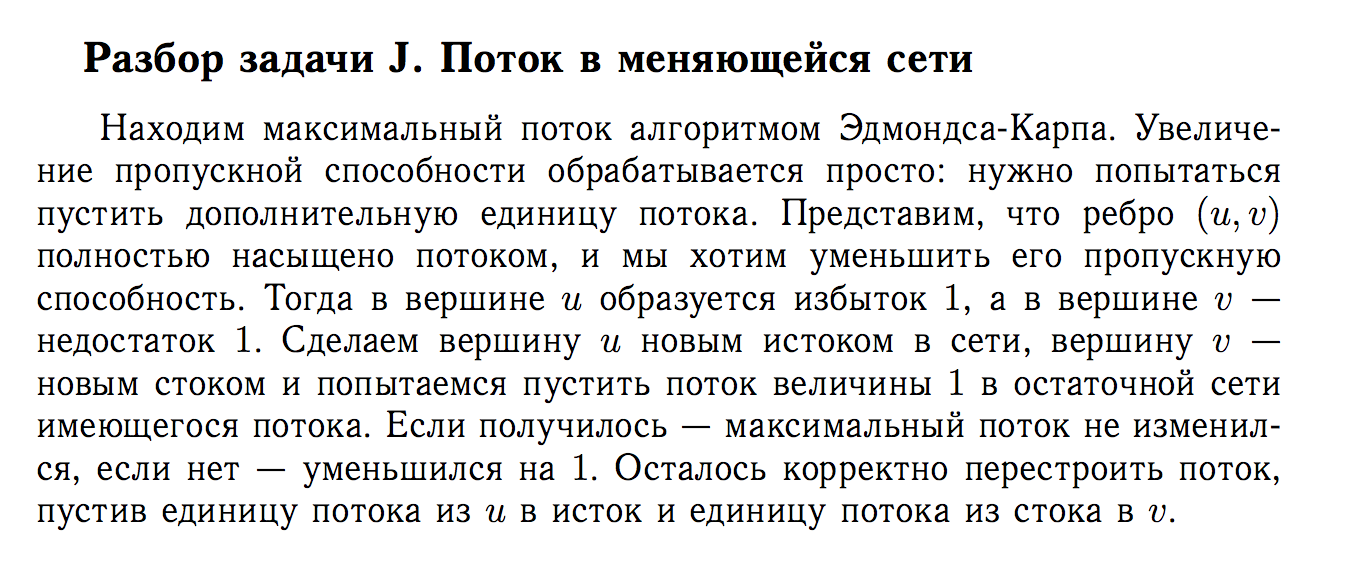 Разбор задачи J. Поток в меняющейся сети
Находим максимальный поток алгоритмом Эдмондса-Карпа. Увеличе-
ние пропускной способности обрабатывается просто: нужно попытаться
пустить дополнительную единицу потока. Представим, что ребро (u, v)
полностью насыщено потоком, и мы хотим уменьшить его пропускную
способность. Тогда в вершине u образуется избыток 1, а в вершине v —
недостаток 1. Сделаем вершину u новым истоком в сети, вершину v —
новым стоком и попытаемся пустить поток величины 1 в остаточной сети
имеющегося потока. Если получилось — максимальный поток не изменил-
ся, если нет — уменьшился на 1. Осталось корректно перестроить поток,
пустив единицу потока из u в исток и единицу потока из стока в v.